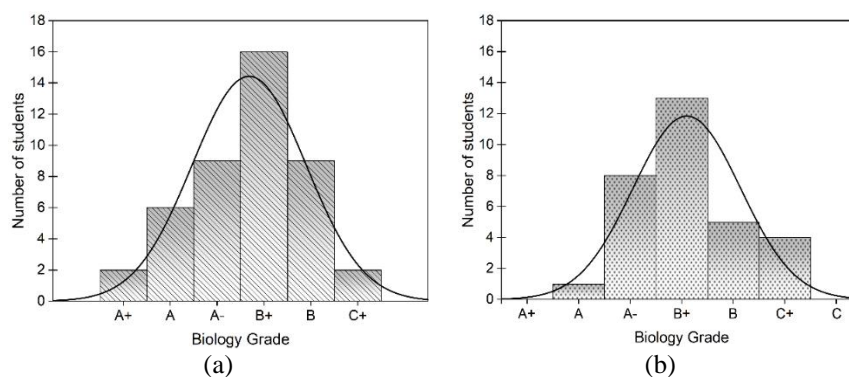 18
16
14
12
10
8
6
4
2
0
Number of students
A+ A A- B+ B C+
Biology Grade
(a)
18
16
14
12
10
8
6
4
2
0
Number of students
A+ A A- B+ B C+ C
Biology Grade
(b)